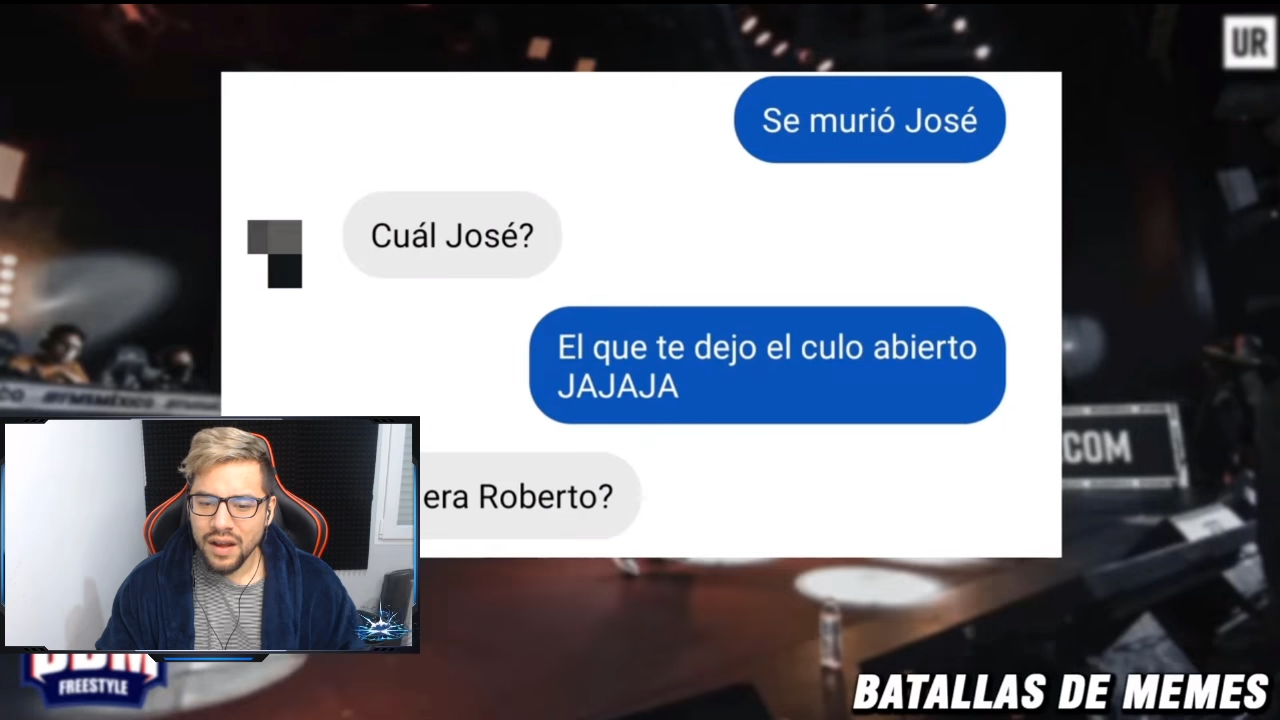 UR
Se murió José
Cuál José?
El que te dejo el culo abierto
JAJAJA
era Roberto?
.COM
FREESTYLE
BATALLAS DE MEMES